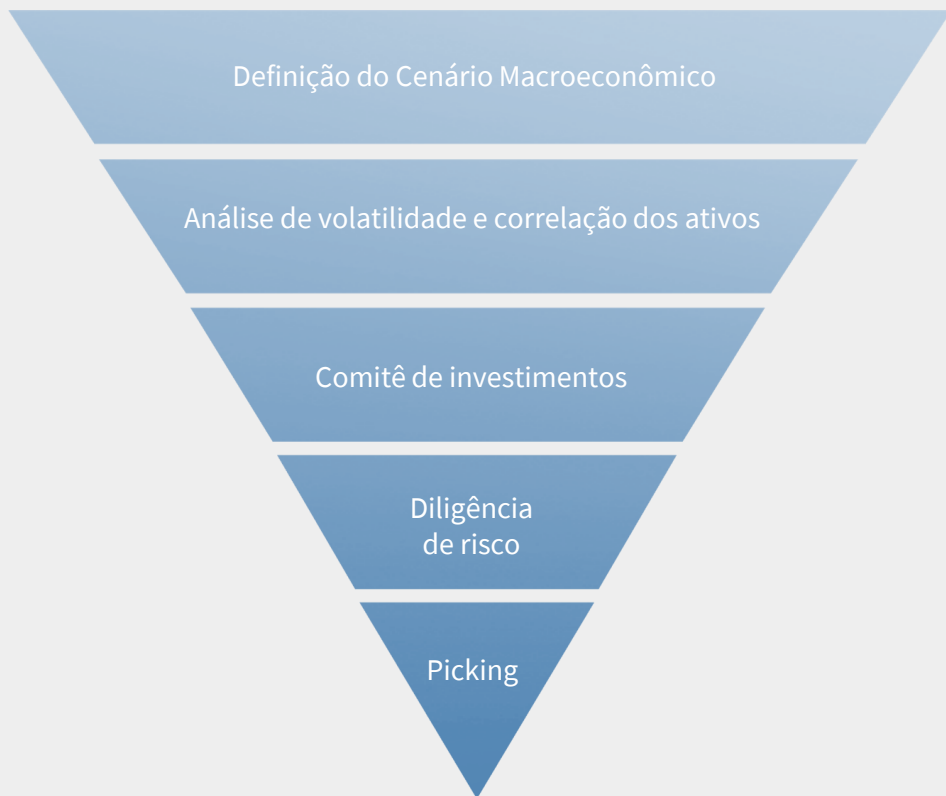 Definição do Cenário Macroeconômico
Análise de volatilidade e correlação dos ativos
Comitê de investimentos
Diligência
de risco
Picking